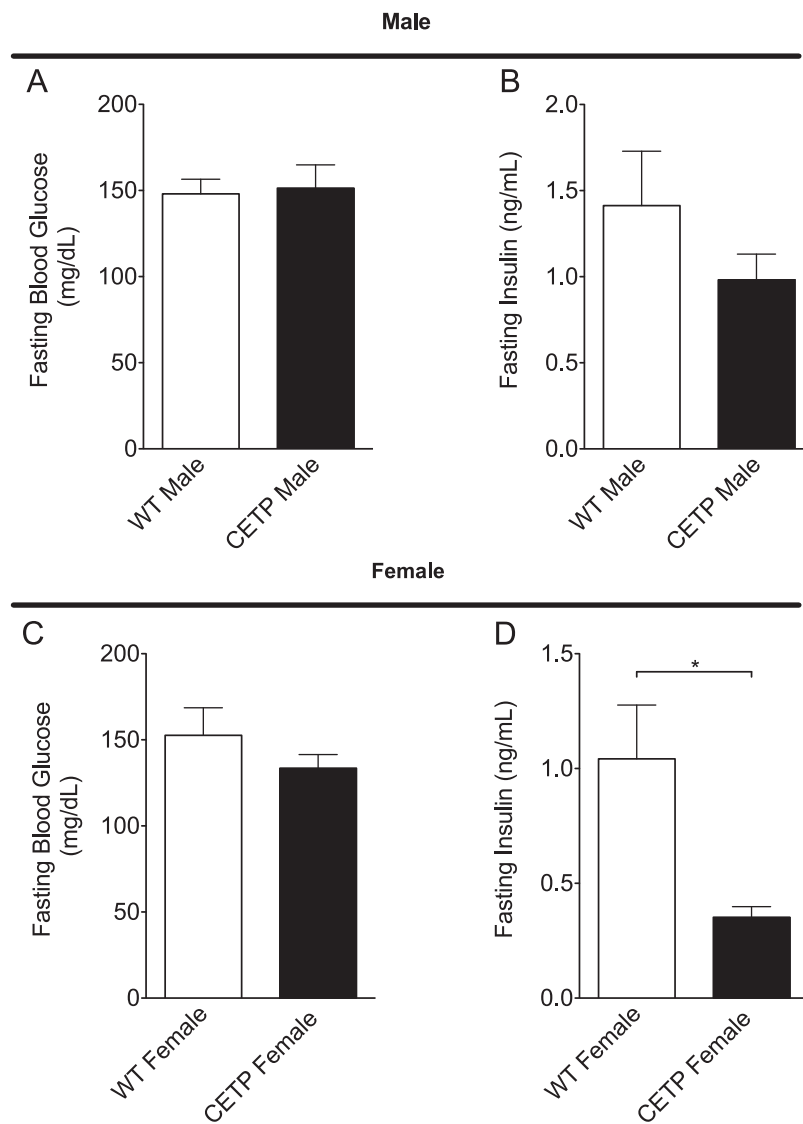 Male
A
Fasting Blood Glucose
(mg/dL)
200
150
100
50
0
WT Male
CETP Male
B
Fasting Insulin (ng/mL)
2.0
1.5
1.0
0.5
0.0
WT Male
CETP Male
Female
C
Fasting Blood Glucose
(mg/dL)
200
150
100
50
0
WT Female
CETP Female
D
Fasting Insulin (ng/mL)
1.5
1.0
0.5
0.0
*
WT Female
CETP Female